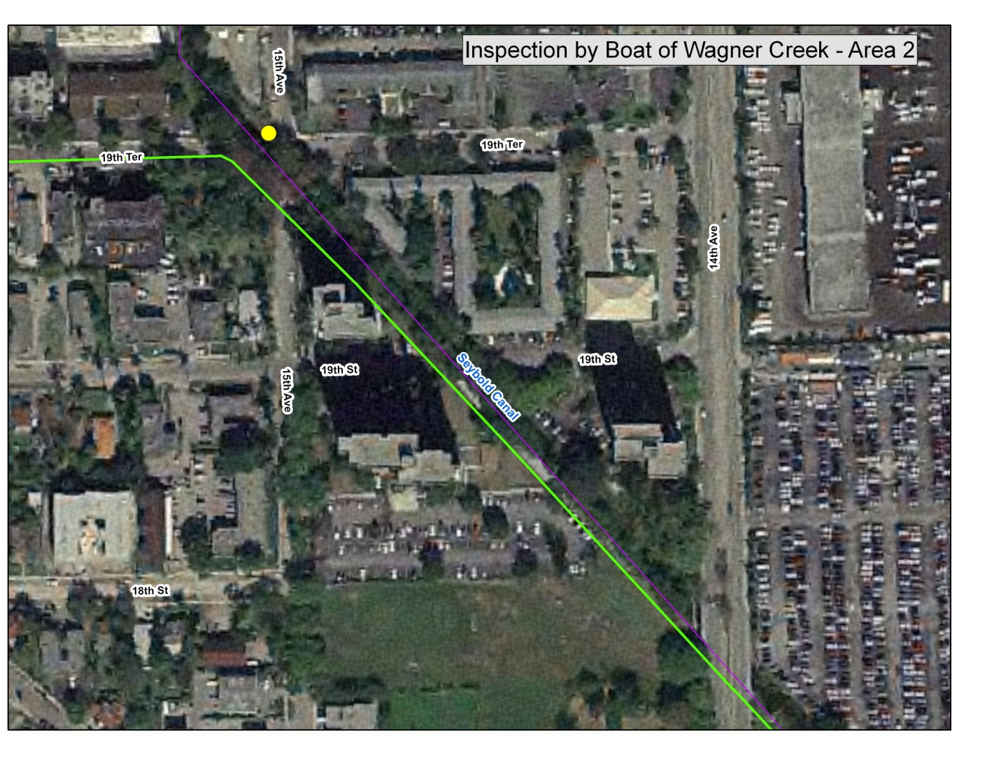 Inspection by Boat of Wagner Creek - Area 2
15th Ave
19th Ter
19th Ter
14th Ave
19th St
19th St
Seybold Canal
15th Ave
18th St